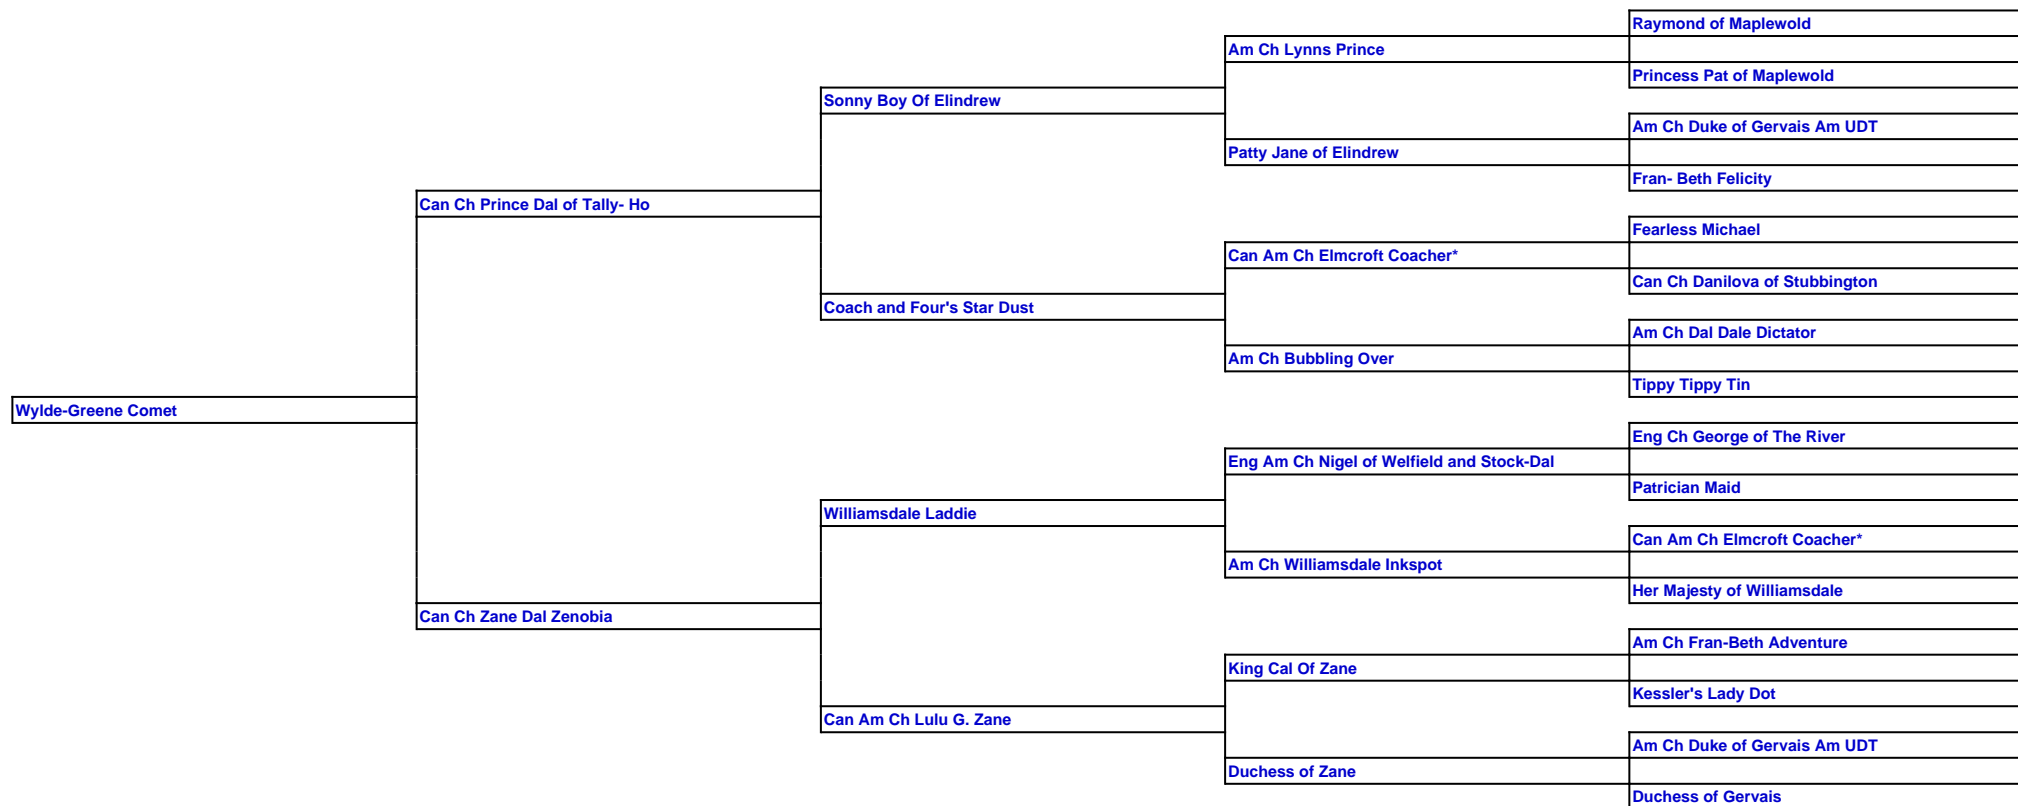 Raymond of Maplewold
Am Ch Lynns Prince
Princess Pat of Maplewold
Sonny Boy Of Elindrew
Am Ch Duke of Gervais Am UDT
Patty Jane of Elindrew
Fran- Beth Felicity
Can Ch Prince Dal of Tally- Ho
Fearless Michael
Can Am Ch Elmcroft Coacher*
Can Ch Danilova of Stubbington
Coach and Four's Star Dust
Am Ch Dal Dale Dictator
Am Ch Bubbling Over
Tippy Tippy Tin
Wylde-Greene Comet
Eng Ch George of The River
Eng Am Ch Nigel of Welfield and Stock-Dal
Patrician Maid
Williamsdale Laddie
Can Am Ch Elmcroft Coacher*
Am Ch Williamsdale Inkspot
Her Majesty of Williamsdale
Can Ch Zane Dal Zenobia
Am Ch Fran-Beth Adventure
King Cal Of Zane
Kessler's Lady Dot
Can Am Ch Lulu G. Zane
Am Ch Duke of Gervais Am UDT
Duchess of Zane
Duchess of Gervais